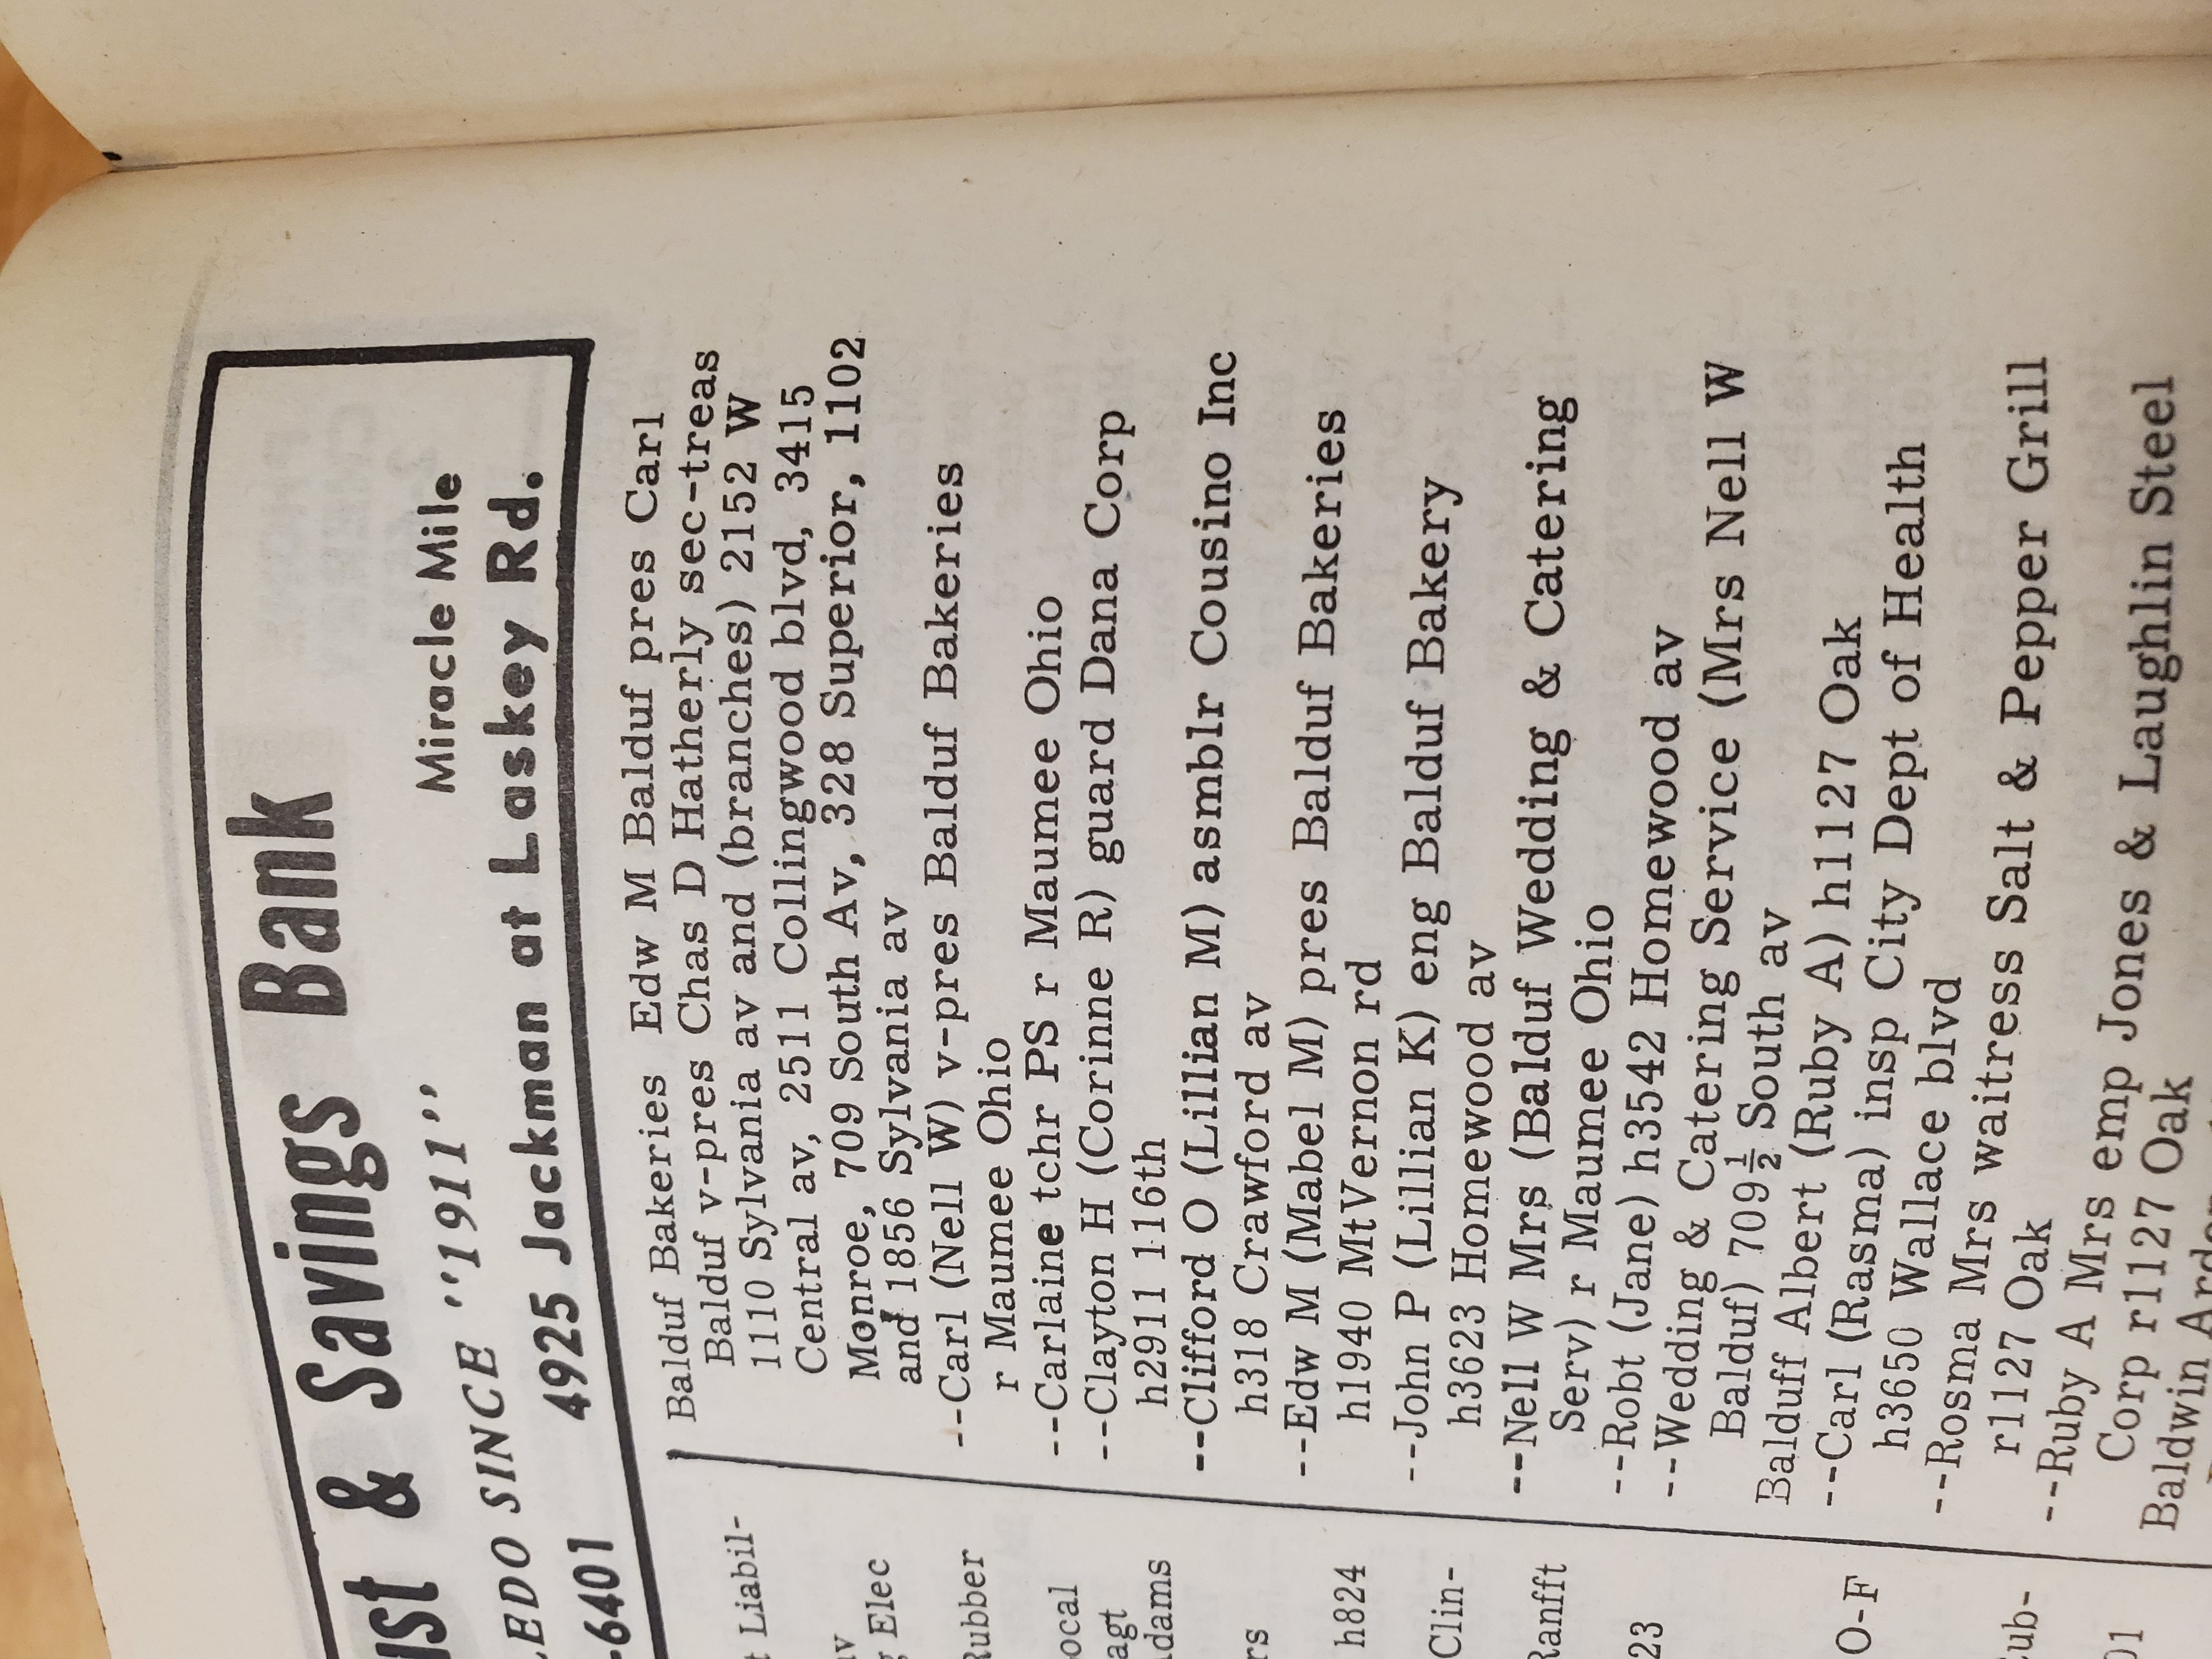 ust & Savings Bank
LEDO SINCE "1911"
Miracle Mile
-6401 4925 Jackman at Laskey Rd.
t Liabil-
av
g Elec
Rubber
ocal
agt
dams
rs
h824
Clin-
Ranfft
23
O-F
ub-
01
Balduf Bakeries Edw M Balduf pres Carl
Balduf v-pres Chas D Hatherly sec-treas
1110 Sylvania av and (branches) 2152 W
Central av, 2511 Collingwood blvd, 3415
Monroe, 709 South Av, 328 Superior, 1102
and 1856 Sylvania av
--Carl (Nell W) v-pres Balduf Bakeries
r Maumee Ohio
--Carlaine tchr PS r Maumee Ohio
--Clayton H (Corinne R) guard Dana Corp
h2911 116th
--Clifford O (Lillian M) asmblr Cousino Inc
h318 Crawford av
--Edw M (Mabel M) pres Balduf Bakeries
h1940 MtVernon rd
--John P (Lillian K) eng Balduf Bakery
h3623 Homewood av
--Nell W Mrs (Balduf Wedding & Catering
Serv) r Maumee Ohio
--Robt (Jane) h3542 Homewood av
--Wedding & Catering Service (Mrs Nell W
Balduf) 709½ South av
Balduff Albert (Ruby A) h1127 Oak
--Carl (Rasma) insp City Dept of Health
h3650 Wallace blvd
--Rosma Mrs waitress Salt & Pepper Grill
r1127 Oak
--Ruby A Mrs emp Jones & Laughlin Steel
Corp r1127 Oak
Baldwin Arden